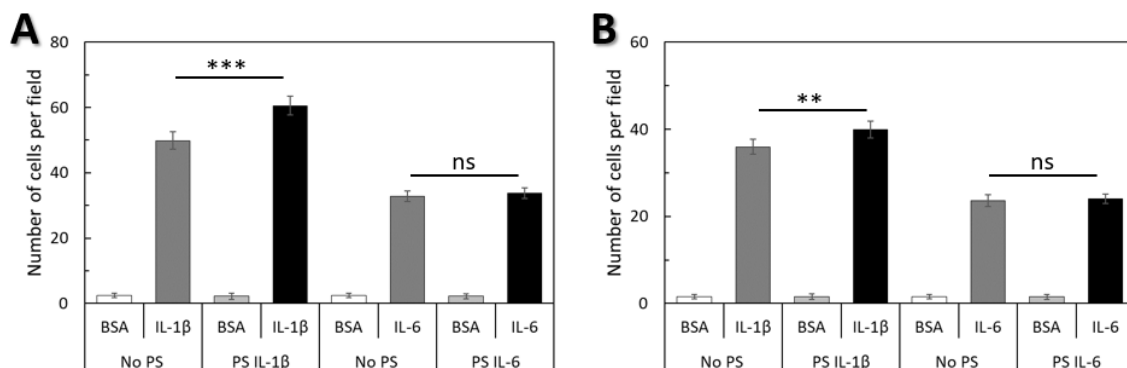 A
Number of cells per field
80
60
40
20
0
***
ns
BSA IL-1β BSA IL-1β BSA IL-6 BSA IL-6
No PS PS IL-1β No PS PS IL-6
B
Number of cells per field
60
40
20
0
**
ns
BSA IL-1β BSA IL-1β BSA IL-6 BSA IL-6
No PS PS IL-1β No PS PS IL-6